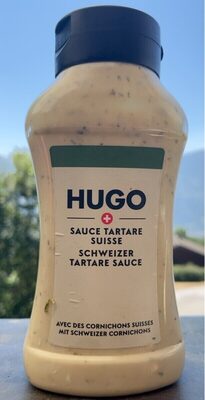 HUGO
SAUCE TARTARE
SUISSE
SCHWEIZER
TARTARE SAUCE
AVEC DES CORNICHONS SUISSES
MIT SCHWEIZER CORNICHONS